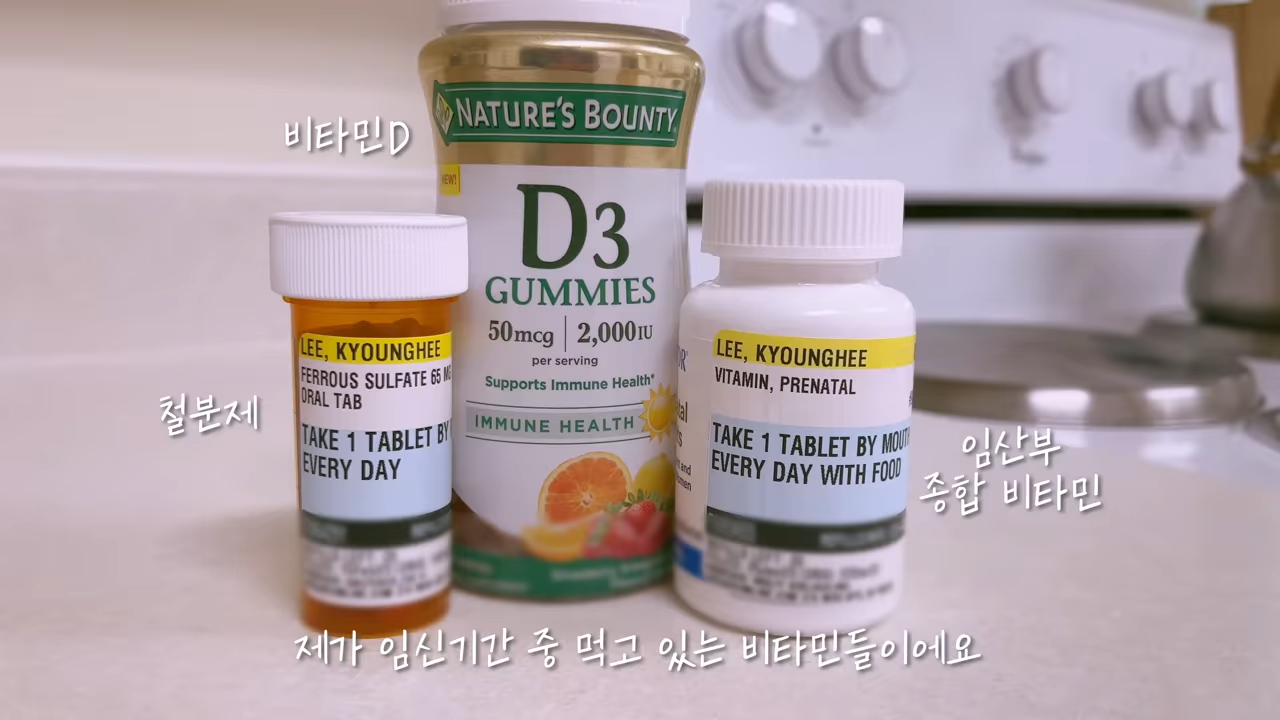 비타민D
NATURE'S BOUNTY
NEW!
D3
GUMMIES
50mcg 2,000 IU
per serving
Supports Immune Health*
IMMUNE HEALTH
철분제
LEE, KYOUNGHEE
FERROUS SULFATE 65
ORAL TAB
TAKE 1 TABLET BY
EVERY DAY
LEE, KYOUNGHEE
VITAMIN, PRENATAL
TAKE 1 TABLET BY MOUTH
EVERY DAY WITH FOOD
임산부
종합 비타민
제가 임신기간 중 먹고 있는 비타민들이에요